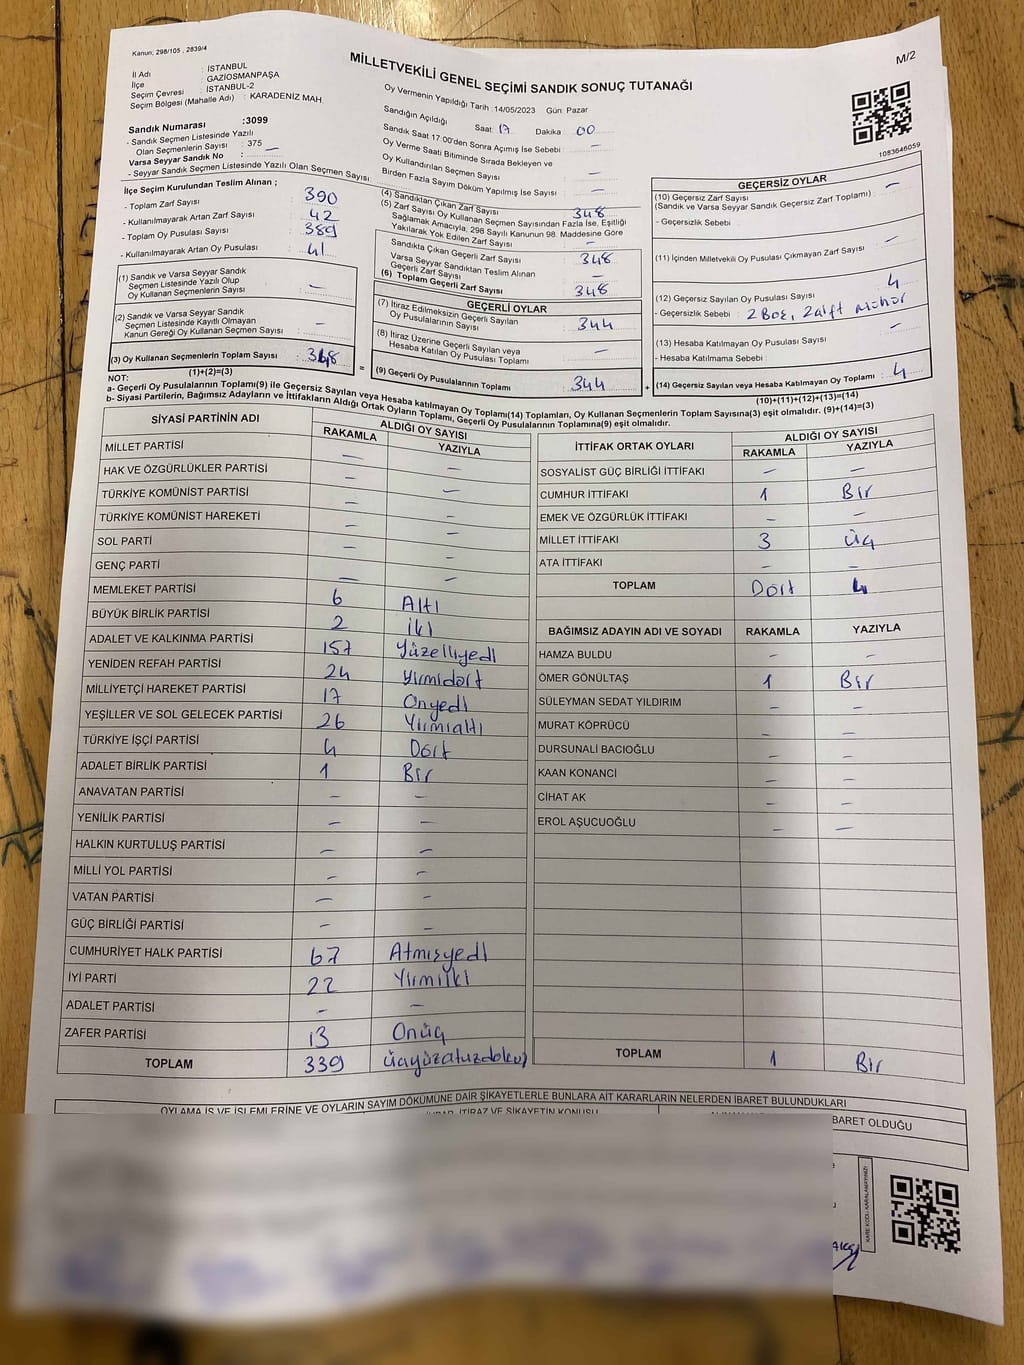 Kanun; 298/105 , 2839/4
M/2
MİLLETVEKİLİ GENEL SEÇİMİ SANDIK SONUÇ TUTANAĞI
İl Adı : İSTANBUL
İlçe : GAZİOSMANPAŞA
Seçim Çevresi : İSTANBUL-2
Seçim Bölgesi (Mahalle Adı) : KARADENİZ MAH.
Sandık Numarası :3099
- Sandık Seçmen Listesinde Yazılı
Olan Seçmenlerin Sayısı : 375
Varsa Seyyar Sandık No : —
- Seyyar Sandık Seçmen Listesinde Yazılı Olan Seçmen Sayısı
Oy Vermenin Yapıldığı Tarih :14/05/2023 Gün: Pazar
Sandığın Açıldığı Saat: 17 Dakika 00
Sandık Saat 17:00'den Sonra Açımış İse Sebebi : —
Oy Verme Saati Bitiminde Sırada Bekleyen ve
Oy Kullandırılan Seçmen Sayısı : —
Birden Fazla Sayım Döküm Yapılmış İse Sayısı : —
1083646059
İlçe Seçim Kurulundan Teslim Alınan ;
- Toplam Zarf Sayısı : 390
- Kullanılmayarak Artan Zarf Sayısı : 42
- Toplam Oy Pusulası Sayısı : 389
- Kullanılmayarak Artan Oy Pusulası : 41
(1) Sandık ve Varsa Seyyar Sandık
Seçmen Listesinde Yazılı Olup
Oy Kullanan Seçmenlerin Sayısı : —
(2) Sandık ve Varsa Seyyar Sandık
Seçmen Listesinde Kayıtlı Olmayan
Kanun Gereği Oy Kullanan Seçmen Sayısı : —
(3) Oy Kullanan Seçmenlerin Toplam Sayısı : 348
(1)+(2)=(3)
(4) Sandıktan Çıkan Zarf Sayısı : 348
(5) Zarf Sayısı Oy Kullanan Seçmen Sayısından Fazla İse, Eşitliği
Sağlamak Amacıyla, 298 Sayılı Kanunun 98. Maddesine Göre
Yakılarak Yok Edilen Zarf Sayısı : —
Sandıkta Çıkan Geçerli Zarf Sayısı : 348
Varsa Seyyar Sandıktan Teslim Alınan
Geçerli Zarf Sayısı : —
(6) Toplam Geçerli Zarf Sayısı : 348
GEÇERLİ OYLAR
(7) İtiraz Edilmeksizin Geçerli Sayılan
Oy Pusulalarının Sayısı : 344
(8) İtiraz Üzerine Geçerli Sayılan veya
Hesaba Katılan Oy Pusulası Toplamı : —
= (9) Geçerli Oy Pusulalarının Toplamı : 344 +
GEÇERSİZ OYLAR
(10) Geçersiz Zarf Sayısı
(Sandık ve Varsa Seyyar Sandık Geçersiz Zarf Toplamı) : —
- Geçersizlik Sebebi :
(11) İçinden Milletvekili Oy Pusulası Çıkmayan Zarf Sayısı : —
(12) Geçersiz Sayılan Oy Pusulası Sayısı : 4
- Geçersizlik Sebebi : 2 Boş, 2 Çift Mühür
(13) Hesaba Katılmayan Oy Pusulası Sayısı : —
- Hesaba Katılmama Sebebi :
(14) Geçersiz Sayılan veya Hesaba Katılmayan Oy Toplamı : 4
(10)+(11)+(12)+(13)=(14)
NOT:
a- Geçerli Oy Pusulalarının Toplamı(9) ile Geçersiz Sayılan veya Hesaba Katılmayan Oy Toplamı(14) Toplamları, Oy Kullanan Seçmenlerin Toplam Sayısına(3) eşit olmalıdır. (9)+(14)=(3)
b- Siyasi Partilerin, Bağımsız Adayların ve İttifakların Aldığı Ortak Oyların Toplamı, Geçerli Oy Pusulalarının Toplamına(9) eşit olmalıdır.
SİYASİ PARTİNİN ADI ALDIĞI OY SAYISI
RAKAMLA YAZIYLA
MİLLET PARTİSİ — —
HAK VE ÖZGÜRLÜKLER PARTİSİ — —
TÜRKİYE KOMÜNİST PARTİSİ — —
TÜRKİYE KOMÜNİST HAREKETİ — —
SOL PARTİ — —
GENÇ PARTİ — —
MEMLEKET PARTİSİ 6 Altı
BÜYÜK BİRLİK PARTİSİ 2 İki
ADALET VE KALKINMA PARTİSİ 157 Yüzelliyedi
YENİDEN REFAH PARTİSİ 24 Yirmidört
MİLLİYETÇİ HAREKET PARTİSİ 17 Onyedi
YEŞİLLER VE SOL GELECEK PARTİSİ 26 Yirmialtı
TÜRKİYE İŞÇİ PARTİSİ 4 Dört
ADALET BİRLİK PARTİSİ 1 Bir
ANAVATAN PARTİSİ — —
YENİLİK PARTİSİ — —
HALKIN KURTULUŞ PARTİSİ — —
MİLLİ YOL PARTİSİ — —
VATAN PARTİSİ — —
GÜÇ BİRLİĞİ PARTİSİ — —
CUMHURİYET HALK PARTİSİ 67 Atmışyedi
İYİ PARTİ 22 Yirmiiki
ADALET PARTİSİ — —
ZAFER PARTİSİ 13 Onüç
TOPLAM 339 üçyüzotuzdokuz
İTTİFAK ORTAK OYLARI ALDIĞI OY SAYISI
RAKAMLA YAZIYLA
SOSYALİST GÜÇ BİRLİĞİ İTTİFAKI — —
CUMHUR İTTİFAKI 1 Bir
EMEK VE ÖZGÜRLÜK İTTİFAKI — —
MİLLET İTTİFAKI 3 üç
ATA İTTİFAKI — —
TOPLAM Dört 4
BAĞIMSIZ ADAYIN ADI VE SOYADI RAKAMLA YAZIYLA
HAMZA BULDU — —
ÖMER GÖNÜLTAŞ 1 Bir
SÜLEYMAN SEDAT YILDIRIM — —
MURAT KÖPRÜCÜ — —
DURSUNALİ BACIOĞLU — —
KAAN KONANCİ — —
CİHAT AK — —
EROL AŞUCUOĞLU — —
TOPLAM 1 Bir
OYLAMA İŞ VE İŞLEMLERİNE VE OYLARIN SAYIM DÖKÜMÜNE DAİR ŞİKAYETLERLE BUNLARA AİT KARARLARIN NELERDEN İBARET BULUNDUKLARI
İTİRAZ VE ŞİKAYETİN KONUSU
BARET OLDUĞU